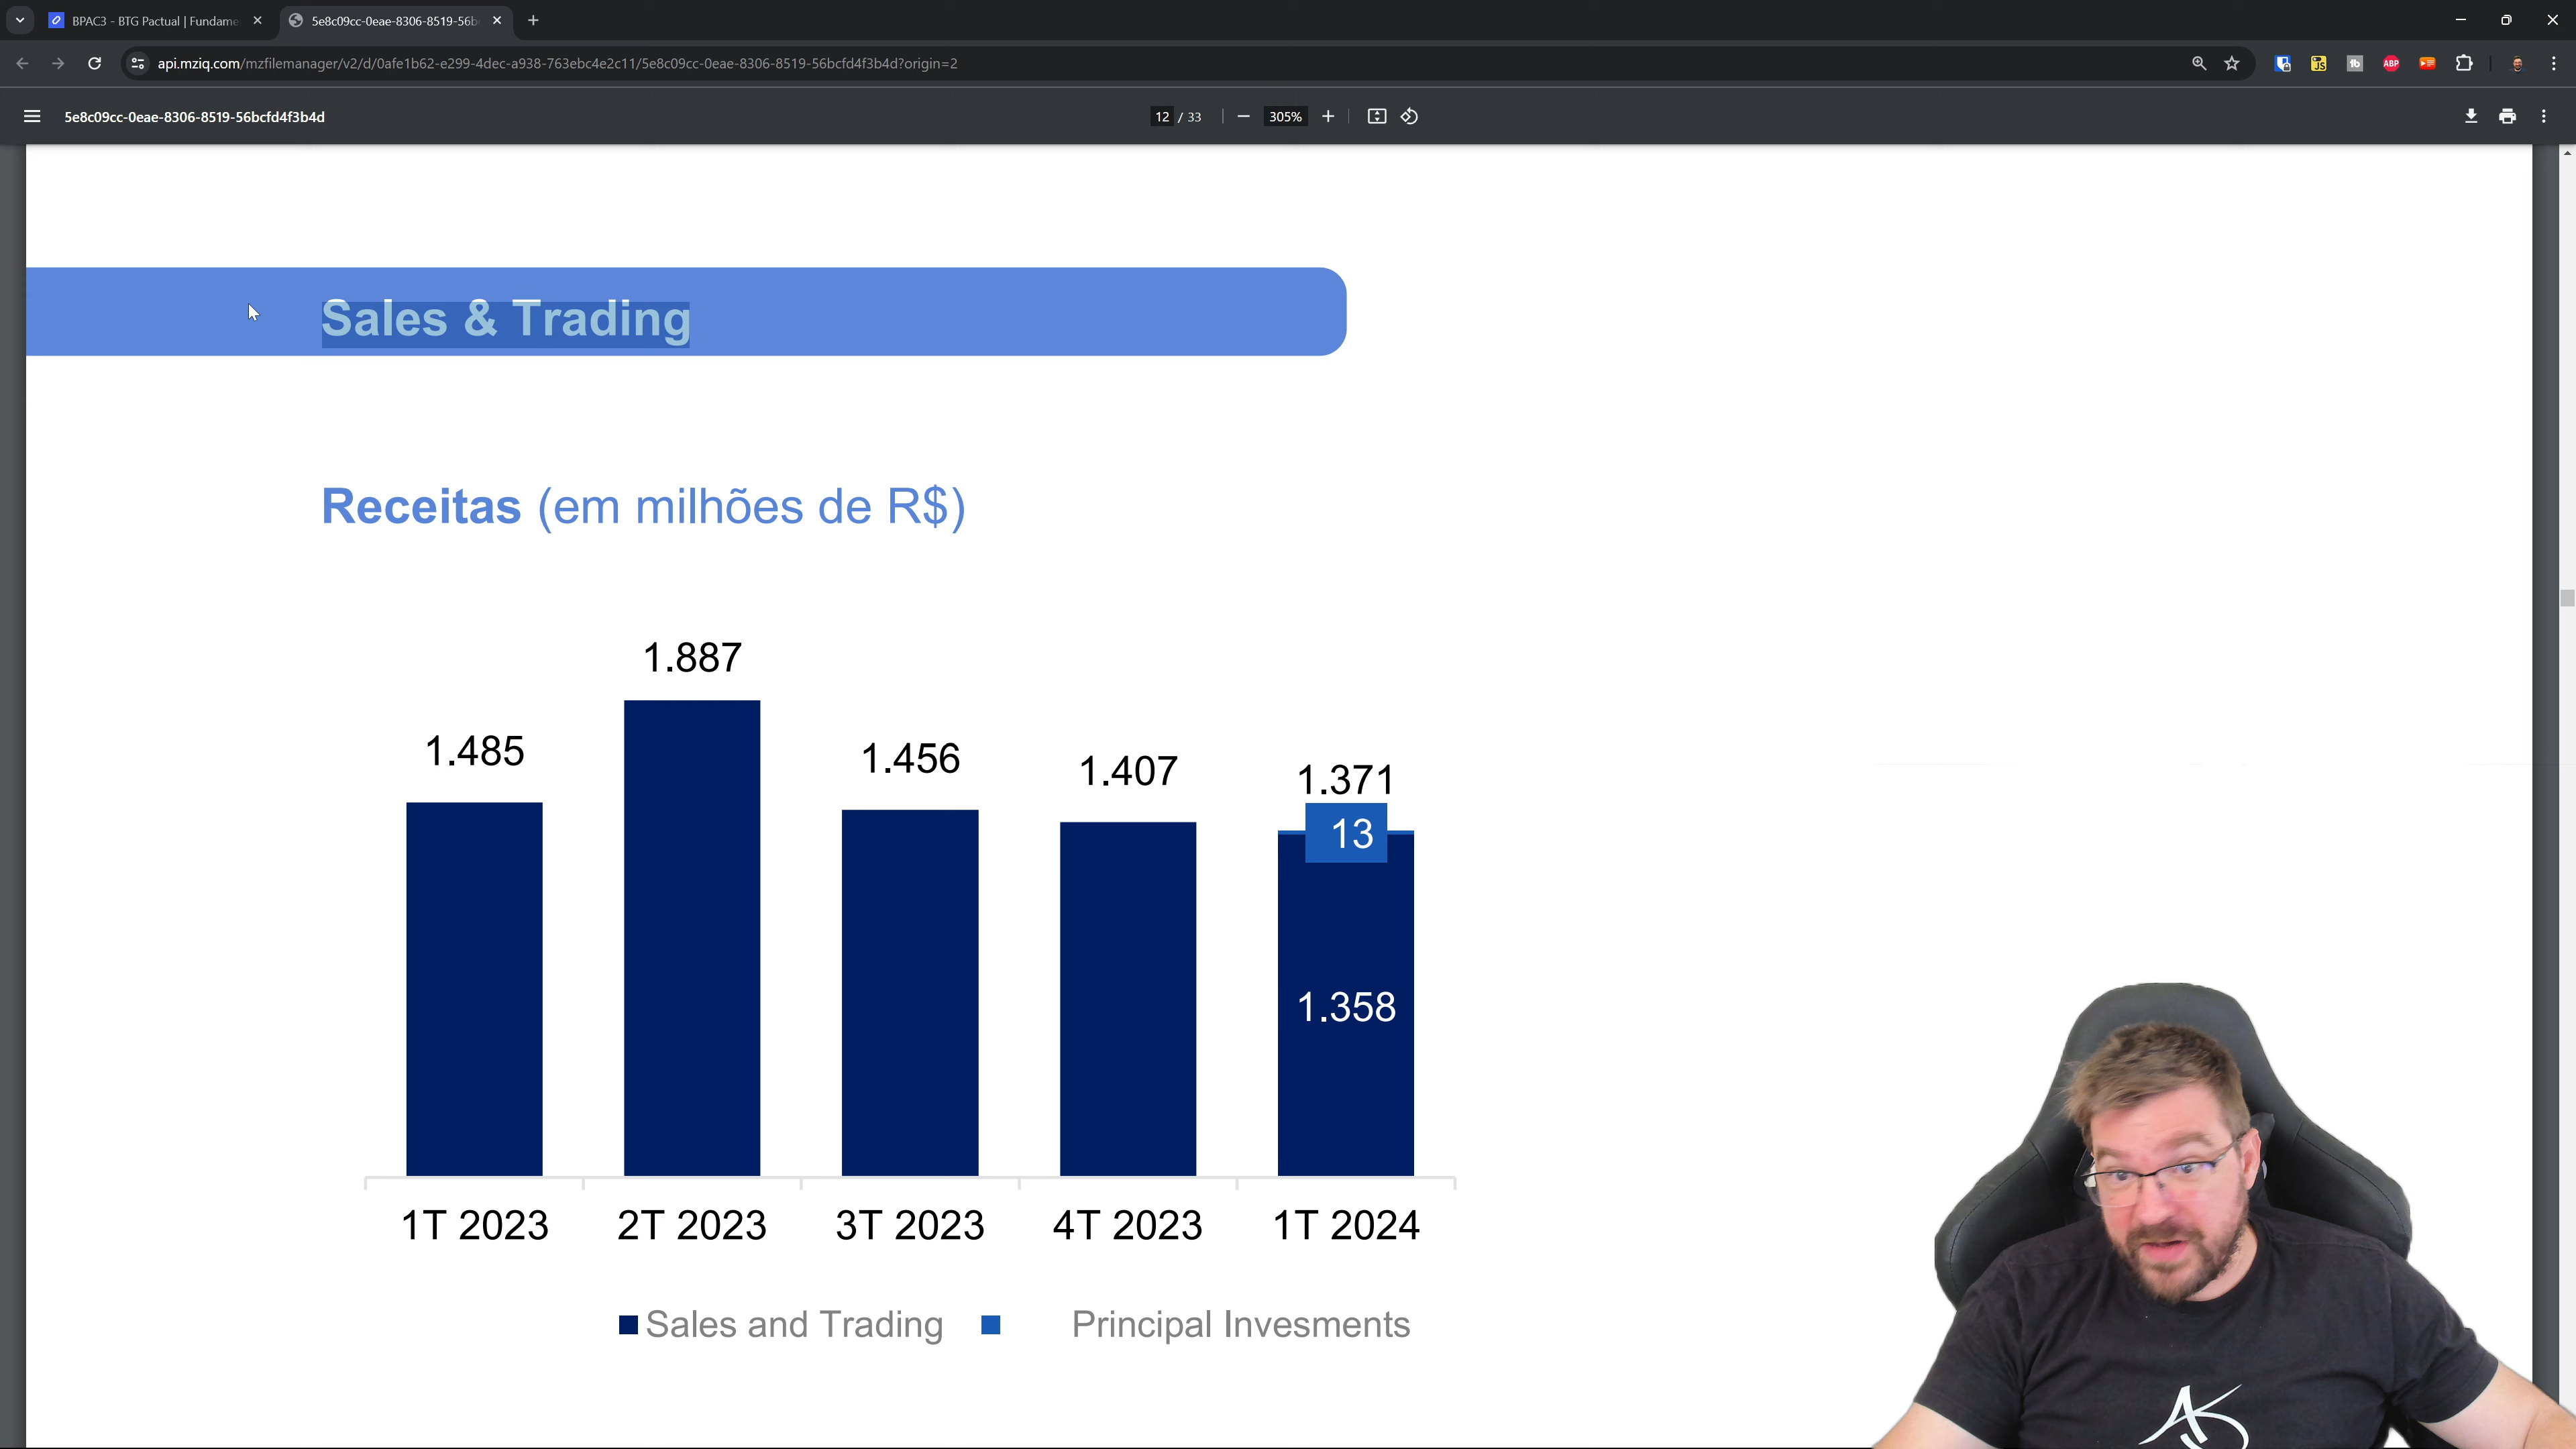 BPAC3 - BTG Pactual | Fundame
5e8c09cc-0eae-8306-8519-56b
api.mziq.com/mzfilemanager/v2/d/0afe1b62-e299-4dec-a938-763ebc4e2c11/5e8c09cc-0eae-8306-8519-56bcfd4f3b4d?origin=2
JS
ABP
5e8c09cc-0eae-8306-8519-56bcfd4f3b4d
12 / 33
305%
Sales & Trading
Receitas (em milhões de R$)
1.485
1.887
1.456
1.407
1.371
13
1.358
1T 2023
2T 2023
3T 2023
4T 2023
1T 2024
Sales and Trading
Principal Invesments